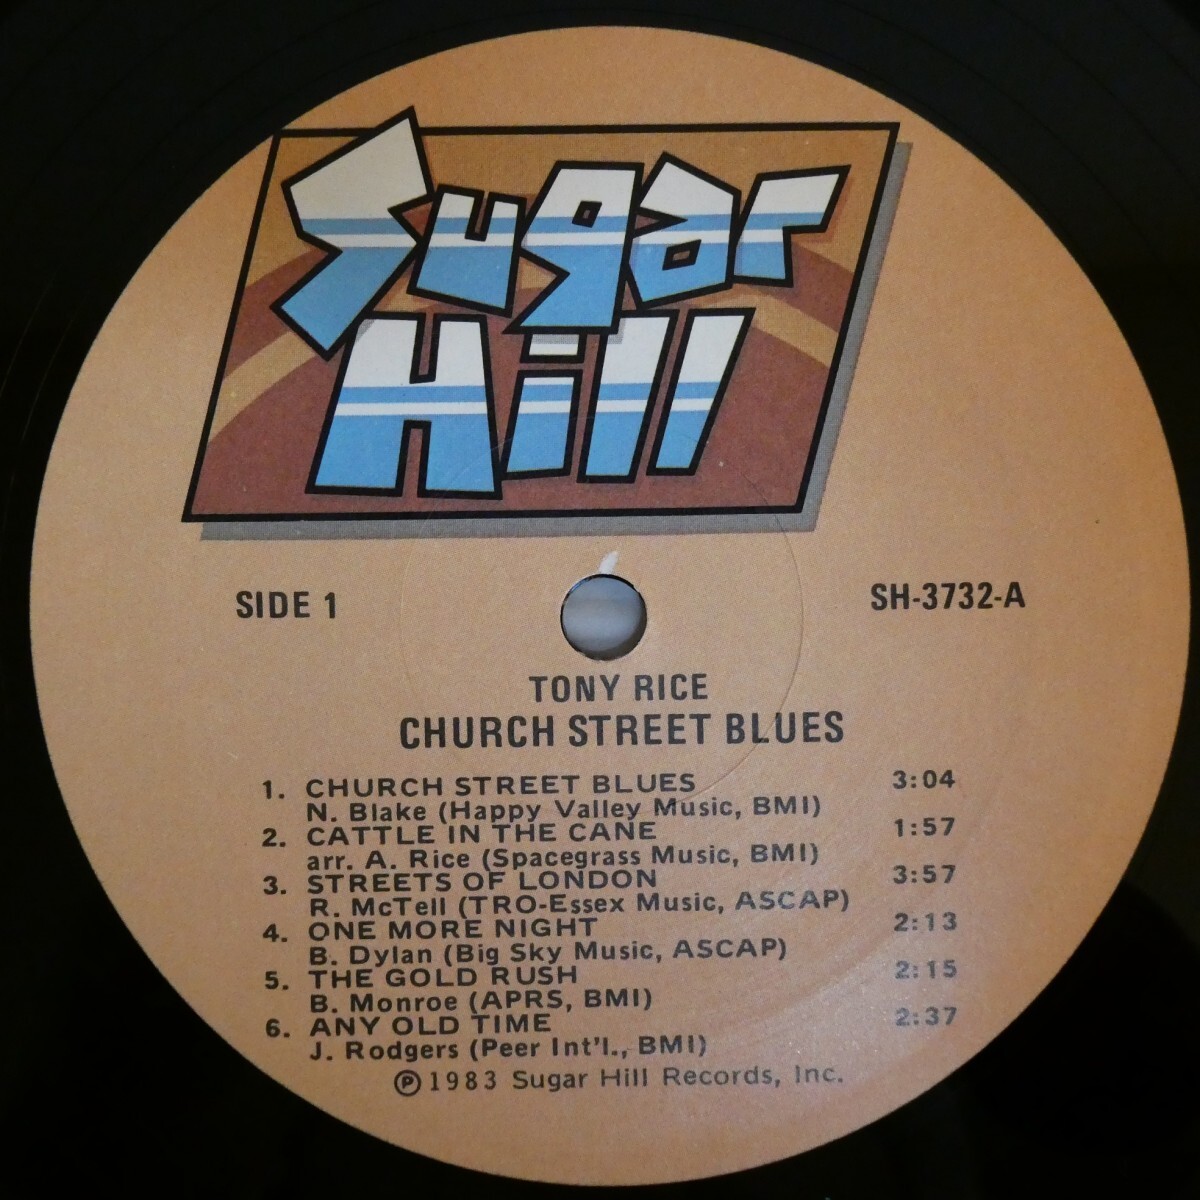 Sugar
Hill
SIDE 1
SH-3732-A
TONY RICE
CHURCH STREET BLUES
1. CHURCH STREET BLUES 3:04
N. Blake (Happy Valley Music, BMI)
2. CATTLE IN THE CANE 1:57
arr. A. Rice (Spacegrass Music, BMI)
3. STREETS OF LONDON 3:57
R. McTell (TRO-Essex Music, ASCAP)
4. ONE MORE NIGHT 2:13
B. Dylan (Big Sky Music, ASCAP)
5. THE GOLD RUSH 2:15
B. Monroe (APRS, BMI)
6. ANY OLD TIME 2:37
J. Rodgers (Peer Int'l., BMI)
Ⓟ1983 Sugar Hill Records, Inc.